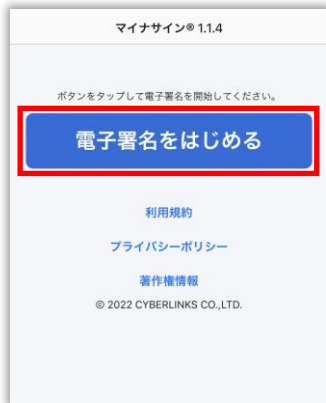 マイナサイン® 1.1.4
ボタンをタップして電子署名を開始してください。
電子署名をはじめる
利用規約
プライバシーポリシー
著作権情報
© 2022 CYBERLINKS CO.,LTD.